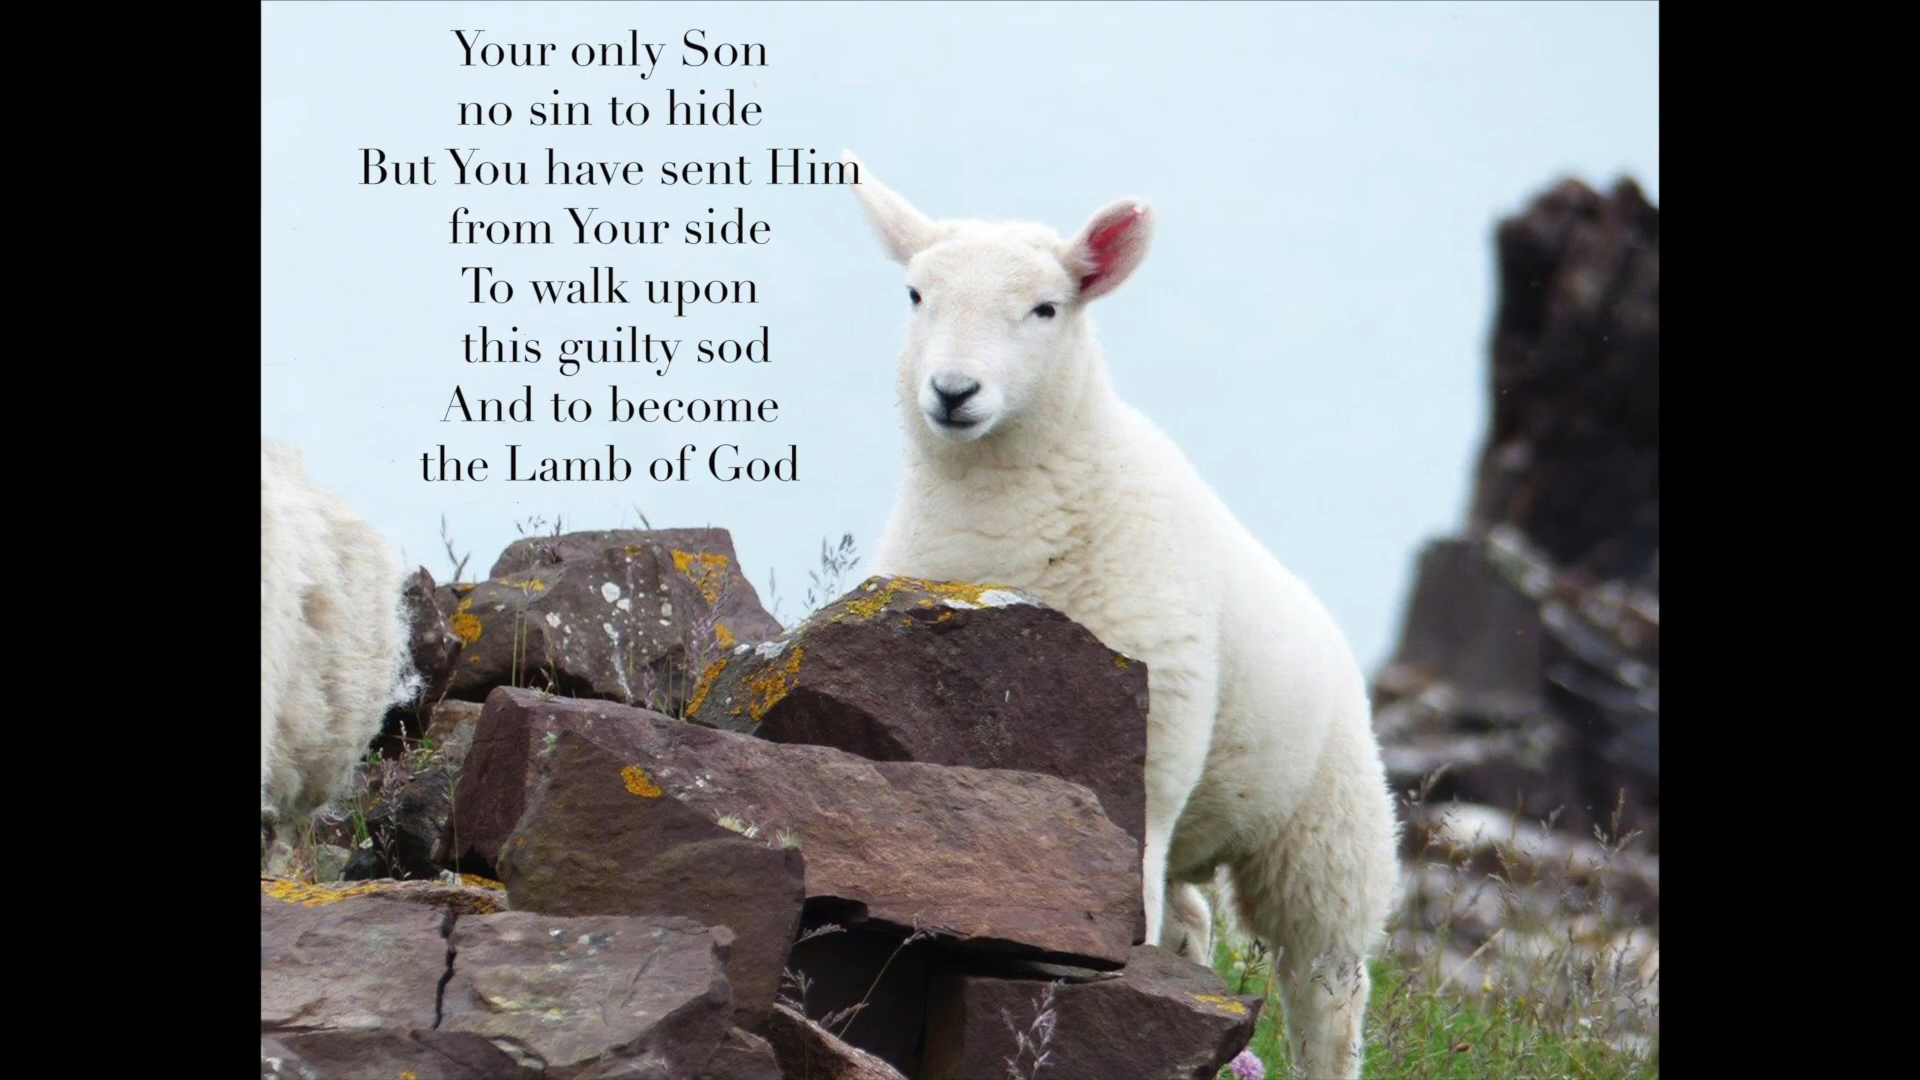 Your only Son
no sin to hide
But You have sent Him
from Your side
To walk upon
this guilty sod
And to become
the Lamb of God